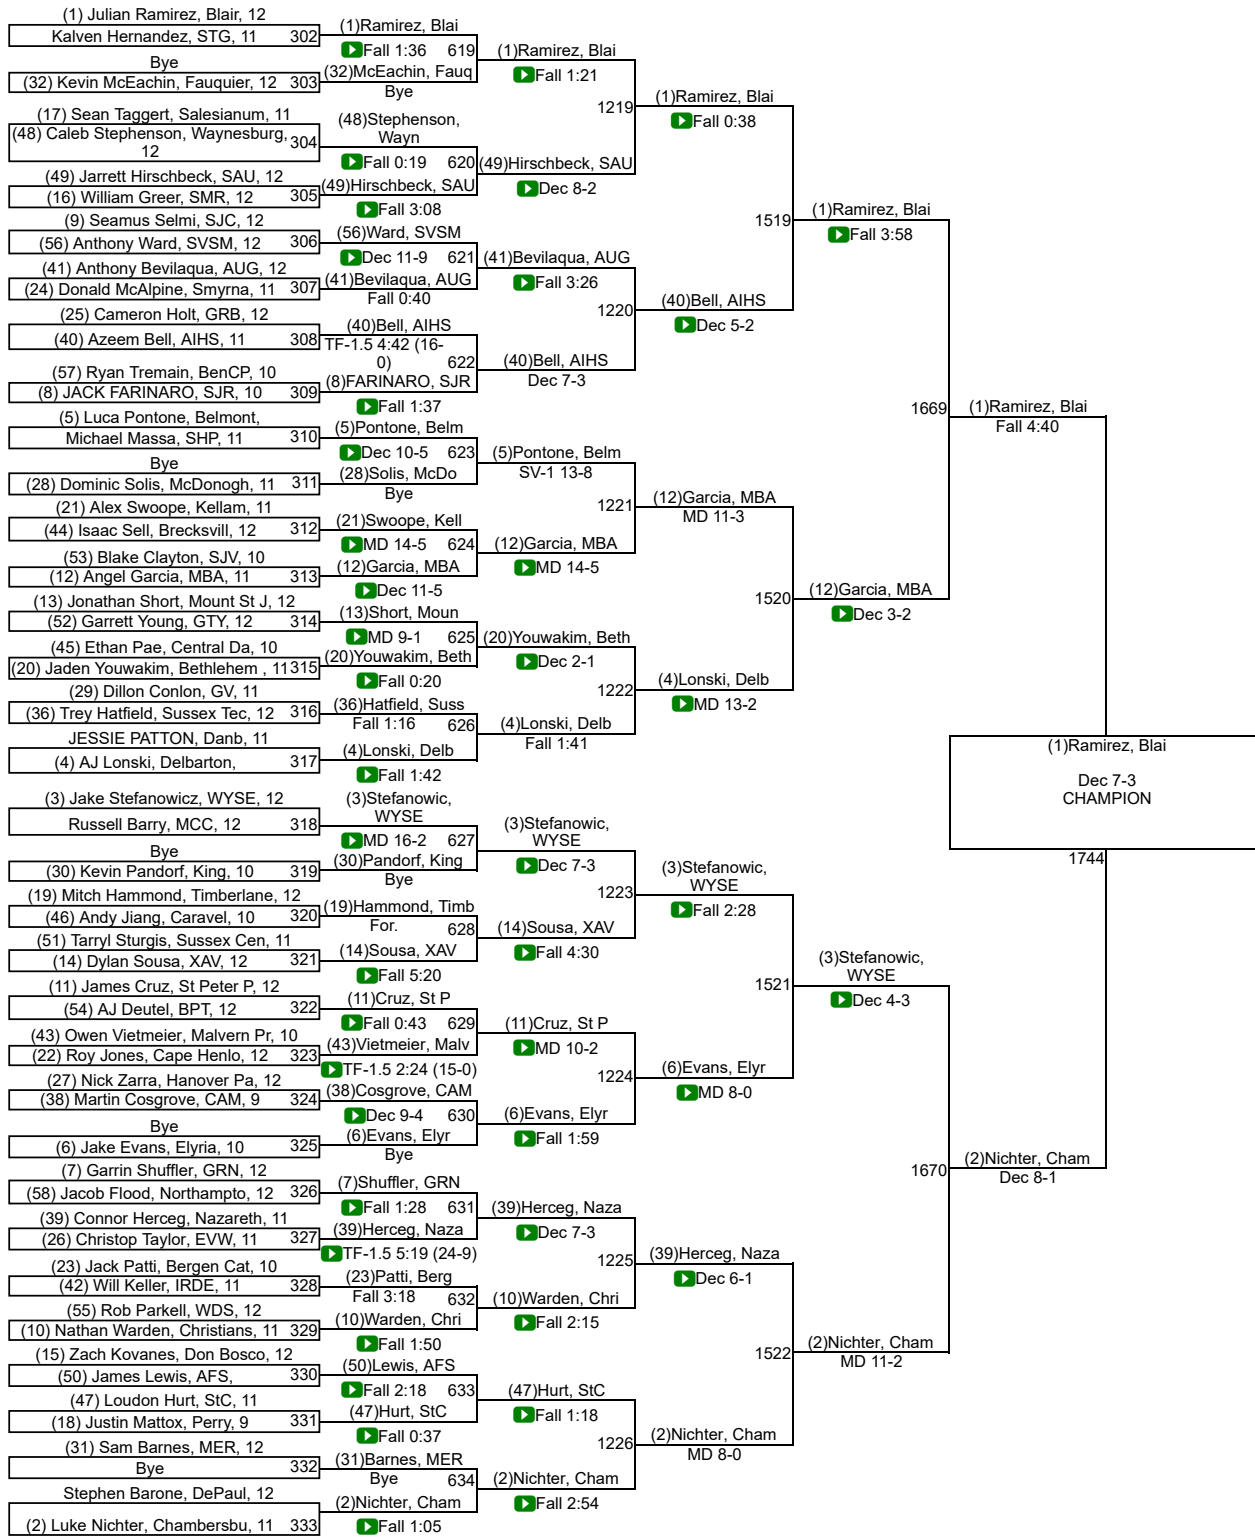 (1) Julian Ramirez, Blair, 12
Kalven Hernandez, STG, 11
302
Bye
(32) Kevin McEachin, Fauquier, 12
303
(17) Sean Taggert, Salesianum, 11
(48) Caleb Stephenson, Waynesburg,
12
304
(49) Jarrett Hirschbeck, SAU, 12
(16) William Greer, SMR, 12
305
(9) Seamus Selmi, SJC, 12
(56) Anthony Ward, SVSM, 12
306
(41) Anthony Bevilaqua, AUG, 12
(24) Donald McAlpine, Smyrna, 11
307
(25) Cameron Holt, GRB, 12
(40) Azeem Bell, AIHS, 11
308
(57) Ryan Tremain, BenCP, 10
(8) JACK FARINARO, SJR, 10
309
(5) Luca Pontone, Belmont,
Michael Massa, SHP, 11
310
Bye
(28) Dominic Solis, McDonogh, 11
311
(21) Alex Swoope, Kellam, 11
(44) Isaac Sell, Brecksvill, 12
312
(53) Blake Clayton, SJV, 10
(12) Angel Garcia, MBA, 11
313
(13) Jonathan Short, Mount St J, 12
(52) Garrett Young, GTY, 12
314
(45) Ethan Pae, Central Da, 10
(20) Jaden Youwakim, Bethlehem , 11
315
(29) Dillon Conlon, GV, 11
(36) Trey Hatfield, Sussex Tec, 12
316
JESSIE PATTON, Danb, 11
(4) AJ Lonski, Delbarton,
317
(3) Jake Stefanowicz, WYSE, 12
Russell Barry, MCC, 12
318
Bye
(30) Kevin Pandorf, King, 10
319
(19) Mitch Hammond, Timberlane, 12
(46) Andy Jiang, Caravel, 10
320
(51) Tarryl Sturgis, Sussex Cen, 11
(14) Dylan Sousa, XAV, 12
321
(11) James Cruz, St Peter P, 12
(54) AJ Deutel, BPT, 12
322
(43) Owen Vietmeier, Malvern Pr, 10
(22) Roy Jones, Cape Henlo, 12
323
(27) Nick Zarra, Hanover Pa, 12
(38) Martin Cosgrove, CAM, 9
324
Bye
(6) Jake Evans, Elyria, 10
325
(7) Garrin Shuffler, GRN, 12
(58) Jacob Flood, Northampto, 12
326
(39) Connor Herceg, Nazareth, 11
(26) Christop Taylor, EVW, 11
327
(23) Jack Patti, Bergen Cat, 10
(42) Will Keller, IRDE, 11
328
(55) Rob Parkell, WDS, 12
(10) Nathan Warden, Christians, 11
329
(15) Zach Kovanes, Don Bosco, 12
(50) James Lewis, AFS,
330
(47) Loudon Hurt, StC, 11
(18) Justin Mattox, Perry, 9
331
(31) Sam Barnes, MER, 12
Bye
332
Stephen Barone, DePaul, 12
(2) Luke Nichter, Chambersbu, 11
333
(1)Ramirez, Blai
Fall 1:36
619
(32)McEachin, Fauq
Bye
(48)Stephenson,
Wayn
Fall 0:19
620
(49)Hirschbeck, SAU
Fall 3:08
(56)Ward, SVSM
Dec 11-9
621
(41)Bevilaqua, AUG
Fall 0:40
(40)Bell, AIHS
TF-1.5 4:42 (16-
0)
622
(8)FARINARO, SJR
Fall 1:37
(5)Pontone, Belm
Dec 10-5
623
(28)Solis, McDo
Bye
(21)Swoope, Kell
MD 14-5
624
(12)Garcia, MBA
Dec 11-5
(13)Short, Moun
MD 9-1
625
(20)Youwakim, Beth
Fall 0:20
(36)Hatfield, Suss
Fall 1:16
626
(4)Lonski, Delb
Fall 1:42
(3)Stefanowic,
WYSE
MD 16-2
627
(30)Pandorf, King
Bye
(19)Hammond, Timb
For.
628
(14)Sousa, XAV
Fall 5:20
(11)Cruz, St P
Fall 0:43
629
(43)Vietmeier, Malv
TF-1.5 2:24 (15-0)
(38)Cosgrove, CAM
Dec 9-4
630
(6)Evans, Elyr
Bye
(7)Shuffler, GRN
Fall 1:28
631
(39)Herceg, Naza
TF-1.5 5:19 (24-9)
(23)Patti, Berg
Fall 3:18
632
(10)Warden, Chri
Fall 1:50
(50)Lewis, AFS
Fall 2:18
633
(47)Hurt, StC
Fall 0:37
(31)Barnes, MER
Bye
634
(2)Nichter, Cham
Fall 1:05
(1)Ramirez, Blai
Fall 1:21
1219
(49)Hirschbeck, SAU
Dec 8-2
(41)Bevilaqua, AUG
Fall 3:26
1220
(40)Bell, AIHS
Dec 7-3
(5)Pontone, Belm
SV-1 13-8
1221
(12)Garcia, MBA
MD 14-5
(20)Youwakim, Beth
Dec 2-1
1222
(4)Lonski, Delb
Fall 1:41
(3)Stefanowic,
WYSE
Dec 7-3
1223
(14)Sousa, XAV
Fall 4:30
(11)Cruz, St P
MD 10-2
1224
(6)Evans, Elyr
Fall 1:59
(39)Herceg, Naza
Dec 7-3
1225
(10)Warden, Chri
Fall 2:15
(47)Hurt, StC
Fall 1:18
1226
(2)Nichter, Cham
Fall 2:54
(1)Ramirez, Blai
Fall 0:38
1519
(40)Bell, AIHS
Dec 5-2
(12)Garcia, MBA
MD 11-3
1520
(4)Lonski, Delb
MD 13-2
(3)Stefanowic,
WYSE
Fall 2:28
1521
(6)Evans, Elyr
MD 8-0
(39)Herceg, Naza
Dec 6-1
1522
(2)Nichter, Cham
MD 8-0
(1)Ramirez, Blai
Fall 3:58
1669
(12)Garcia, MBA
Dec 3-2
(3)Stefanowic,
WYSE
Dec 4-3
1670
(2)Nichter, Cham
MD 11-2
(1)Ramirez, Blai
Fall 4:40
(2)Nichter, Cham
Dec 8-1
(1)Ramirez, Blai
Dec 7-3
CHAMPION
1744